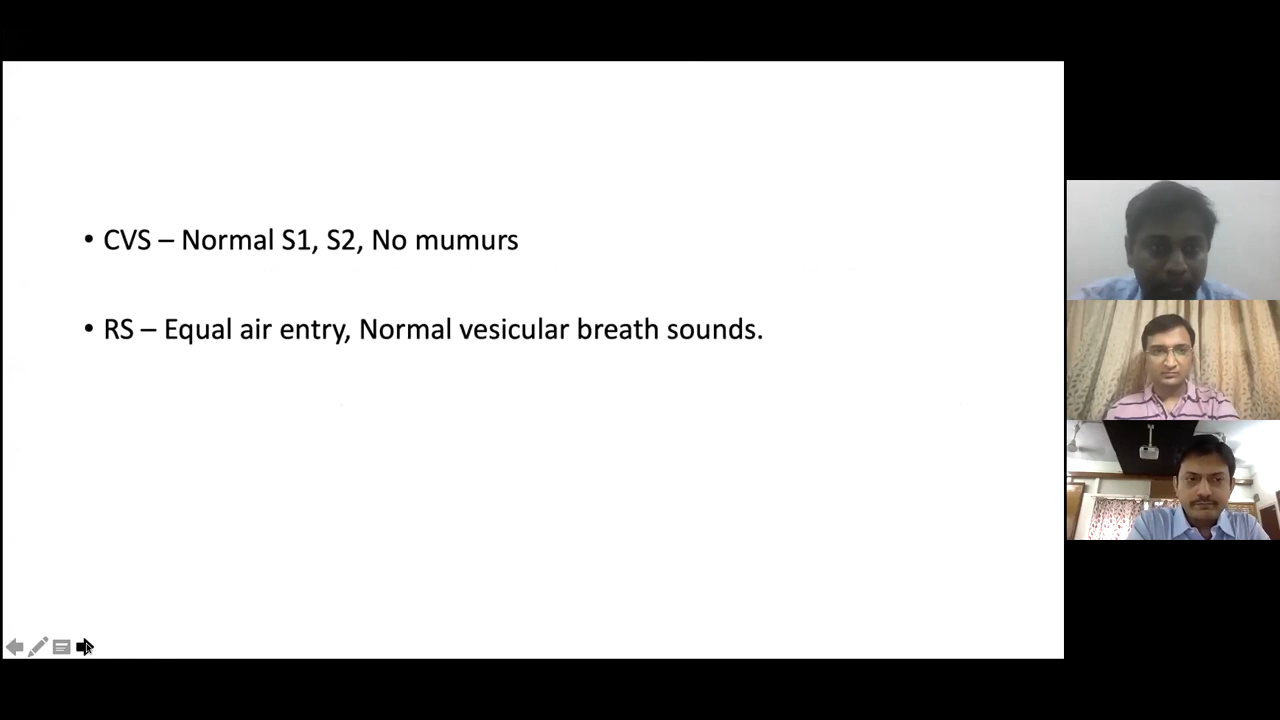 • CVS – Normal S1, S2, No mumurs
• RS – Equal air entry, Normal vesicular breath sounds.